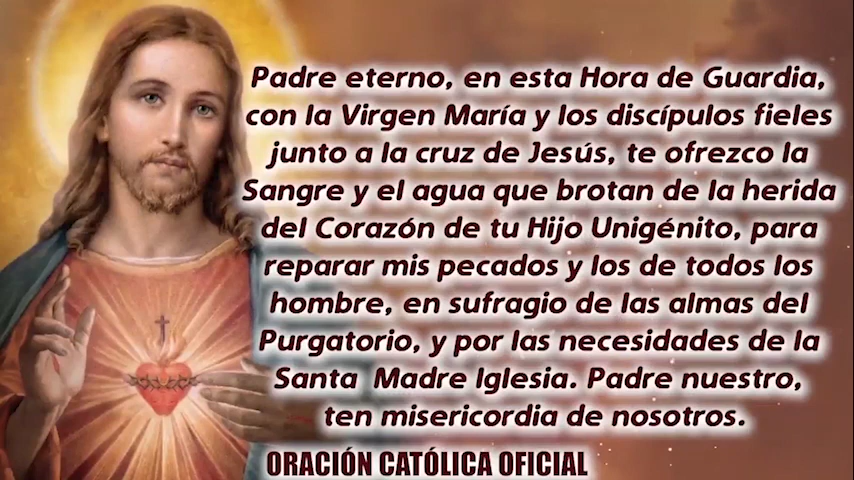 Padre eterno, en esta Hora de Guardia,
con la Virgen María y los discípulos fieles
junto a la cruz de Jesús, te ofrezco la
Sangre y el agua que brotan de la herida
del Corazón de tu Hijo Unigénito, para
reparar mis pecados y los de todos los
hombre, en sufragio de las almas del
Purgatorio, y por las necesidades de la
Santa Madre Iglesia. Padre nuestro,
ten misericordia de nosotros.
ORACIÓN CATÓLICA OFICIAL